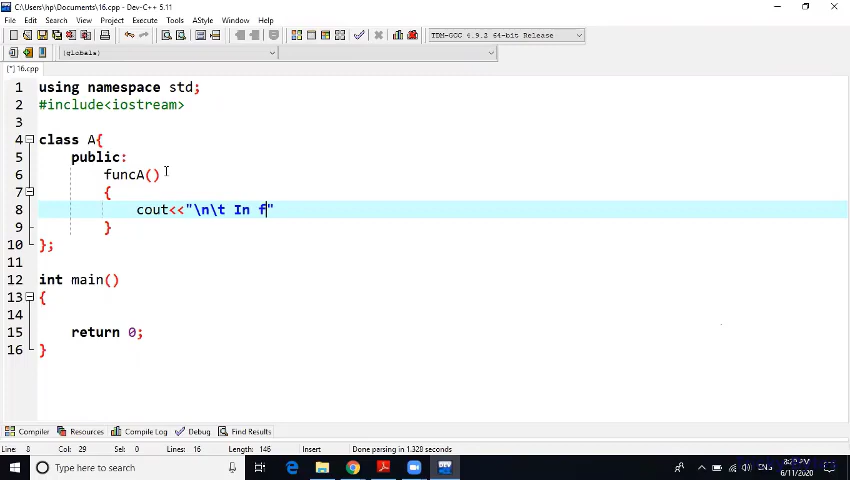 C:\Users\hp\Documents\16.cpp - Dev-C++ 5.11
File Edit Search View Project Execute Tools AStyle Window Help
TDM-GCC 4.9.2 64-bit Release
(globals)
[*] 16.cpp
1 using namespace std;
2 #include<iostream>
3
4 class A{
5 public:
6 funcA()
7 {
8 cout<<"\n\t In f"
9 }
10 };
11
12 int main()
13 {
14
15 return 0;
16 }
Compiler Resources Compile Log Debug Find Results
Line: 8 Col: 29 Sel: 0 Lines: 16 Length: 146 Insert Done parsing in 1.328 seconds
Type here to search
ENG
6/11/2020